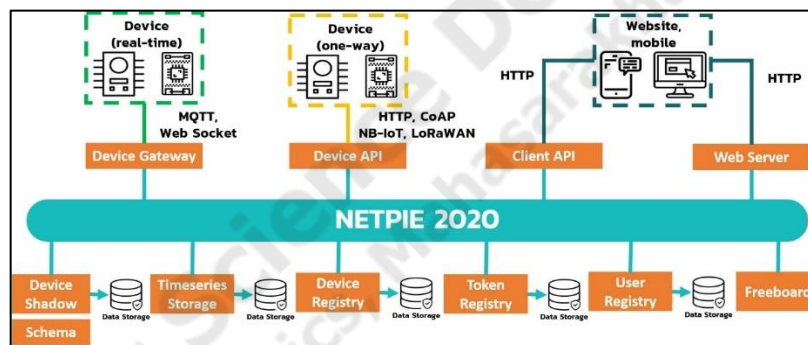 Device
(real-time)
Device
(one-way)
Website,
mobile
HTTP
HTTP
MQTT,
Web Socket
HTTP, CoAP
NB-IoT, LoRaWAN
Device Gateway
Device API
Client API
Web Server
NETPIE 2020
Device
Shadow
Data Storage
Timeseries
Storage
Data Storage
Device
Registry
Data Storage
Token
Registry
Data Storage
User
Registry
Data Storage
Freeboard
Schema